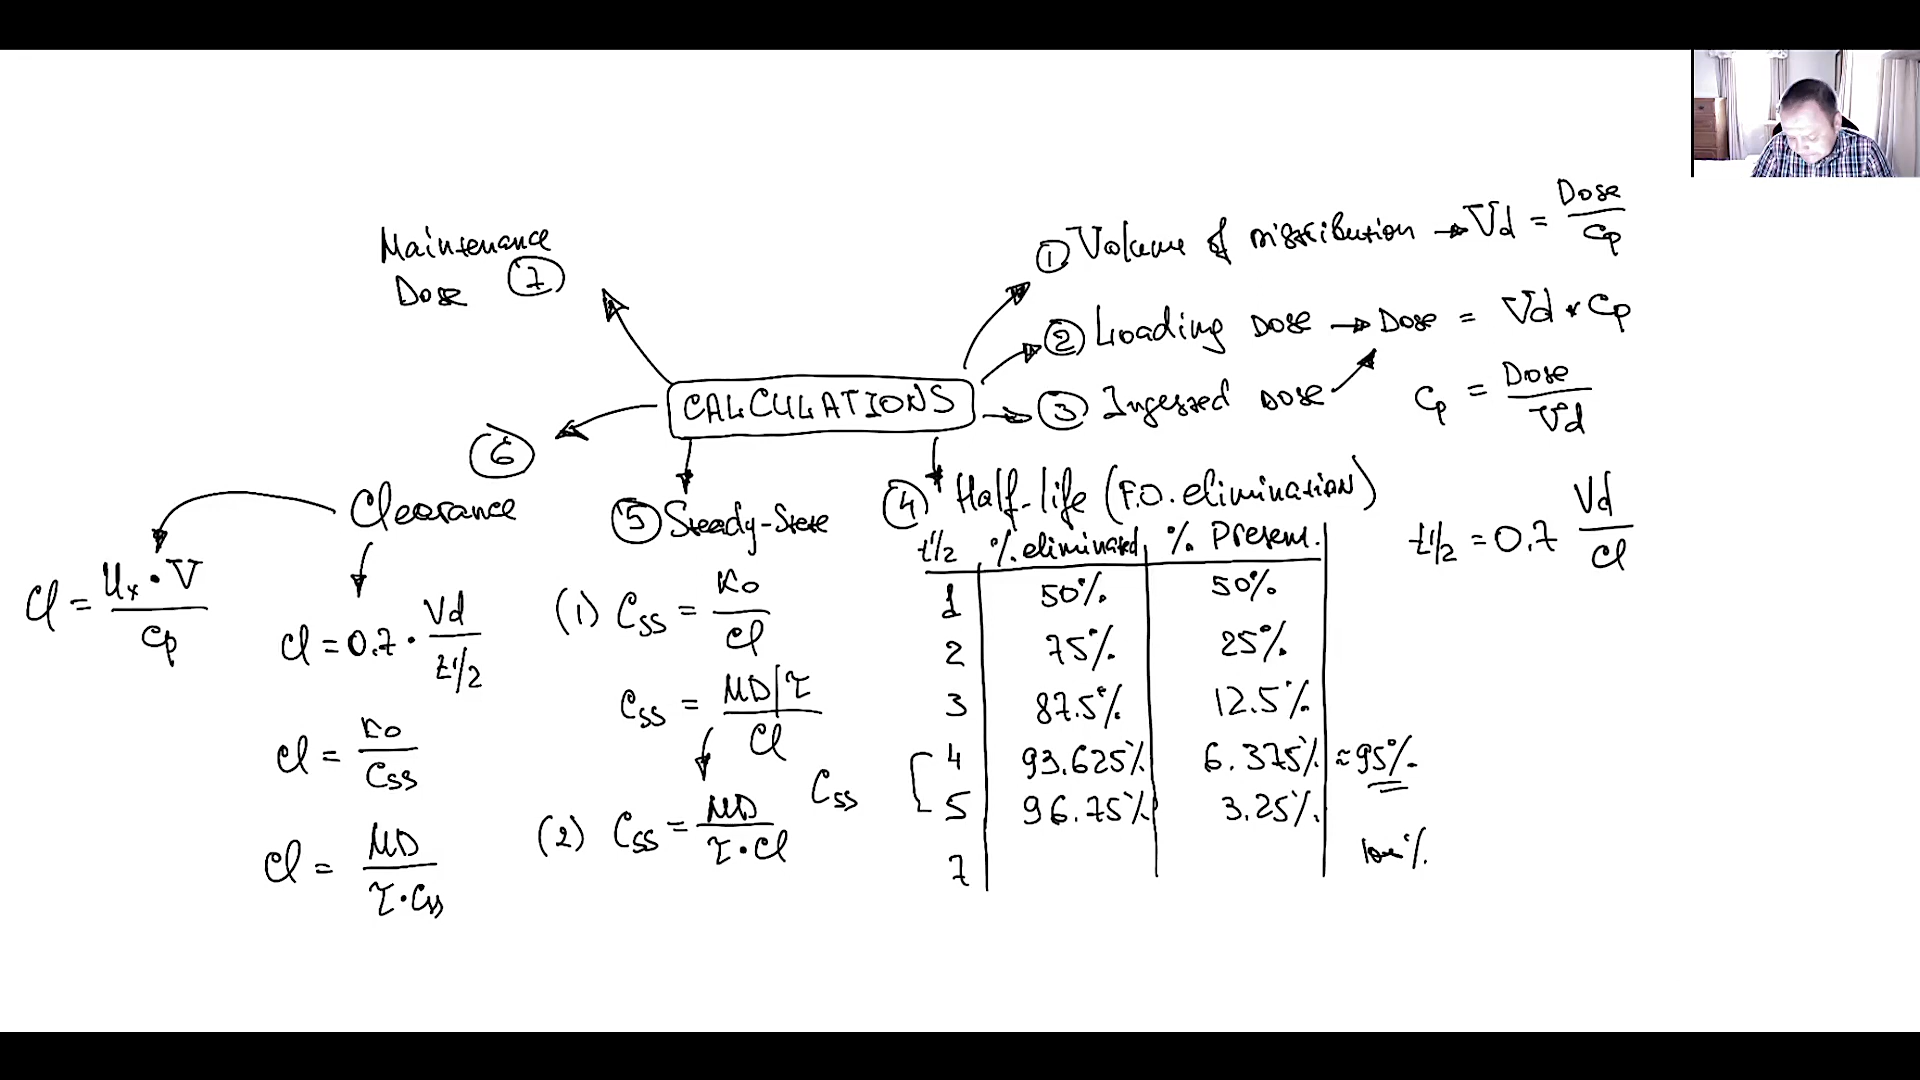 CALCULATIONS
① Volume of Distribution → Vd = Dose / Cp
② Loading Dose → Dose = Vd * Cp
③ Ingested Dose
Cp = Dose / Vd
④ Half-life (F.O. elimination)
t1/2 = 0.7 Vd / Cl
t1/2 % eliminated % Present.
1 50% 50%
2 75% 25%
3 87.5% 12.5%
4 93.625% 6.375% ≈ 95%
5 96.75% 3.25%
7
100%
⑤ Steady-State
(1) Css = Ko / Cl
Css = MD|τ / Cl
Css
(2) Css = MD / τ · Cl
⑥
Clearance
Cl = Ux · V / Cp
Cl = 0.7 · Vd / t1/2
Cl = Ko / Css
Cl = MD / τ · Css
Maintenance
Dose ⑦